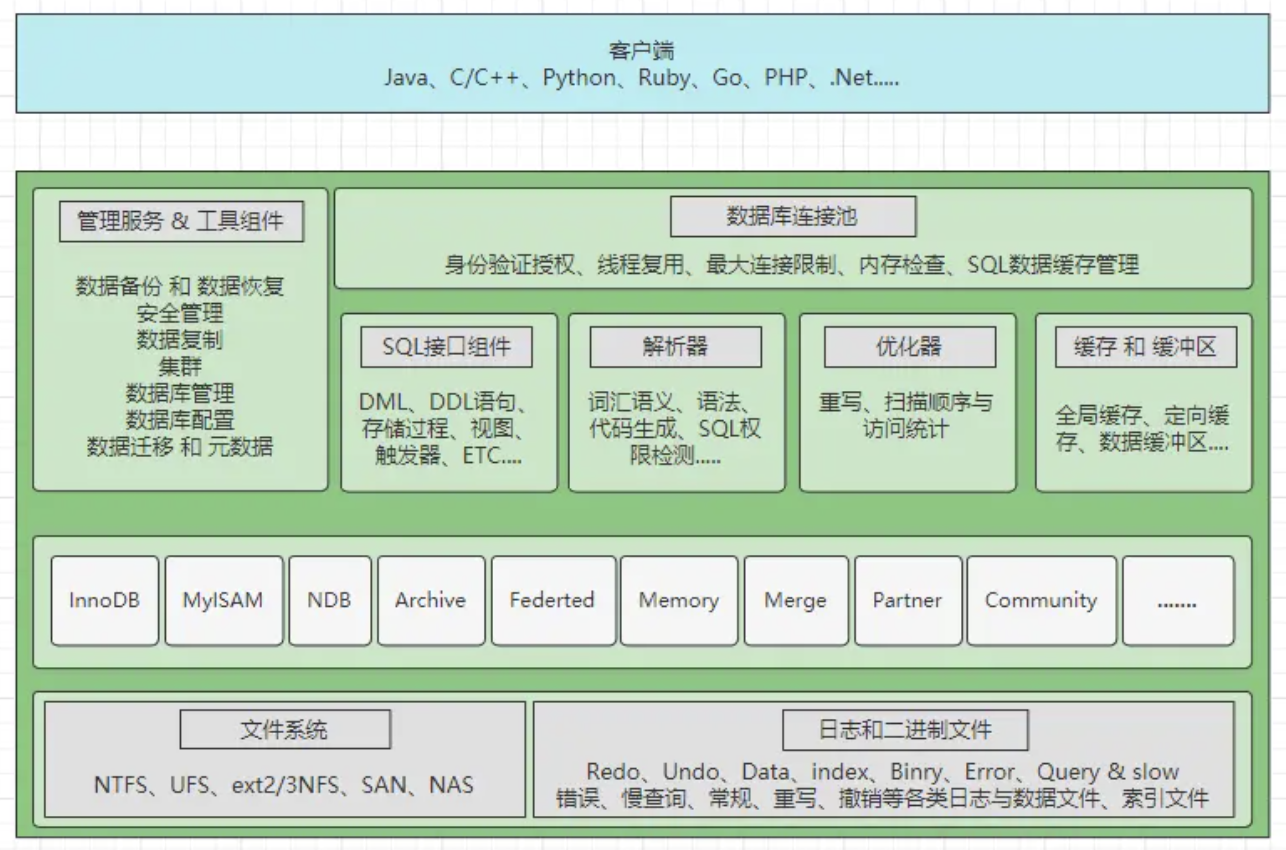 客户端
Java、C/C++、Python、Ruby、Go、PHP、.Net.....
管理服务 & 工具组件
数据备份 和 数据恢复
安全管理
数据复制
集群
数据库管理
数据库配置
数据迁移 和 元数据
数据库连接池
身份验证授权、线程复用、最大连接限制、内存检查、SQL数据缓存管理
SQL接口组件
DML、DDL语句、
存储过程、视图、
触发器、ETC....
解析器
词汇语义、语法、
代码生成、SQL权
限检测.....
优化器
重写、扫描顺序与
访问统计
缓存 和 缓冲区
全局缓存、定向缓
存、数据缓冲区....
InnoDB
MyISAM
NDB
Archive
Federted
Memory
Merge
Partner
Community
.......
文件系统
NTFS、UFS、ext2/3NFS、SAN、NAS
日志和二进制文件
Redo、Undo、Data、index、Binry、Error、Query & slow
错误、慢查询、常规、重写、撤销等各类日志与数据文件、索引文件